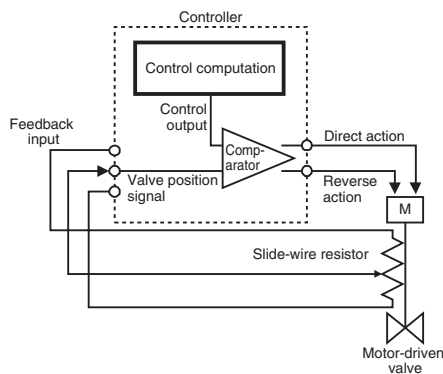 Controller
Control computation
Control
output
Feedback
input
Comp-
arator
Direct action
Valve position
signal
Reverse
action
M
Slide-wire resistor
Motor-driven
valve